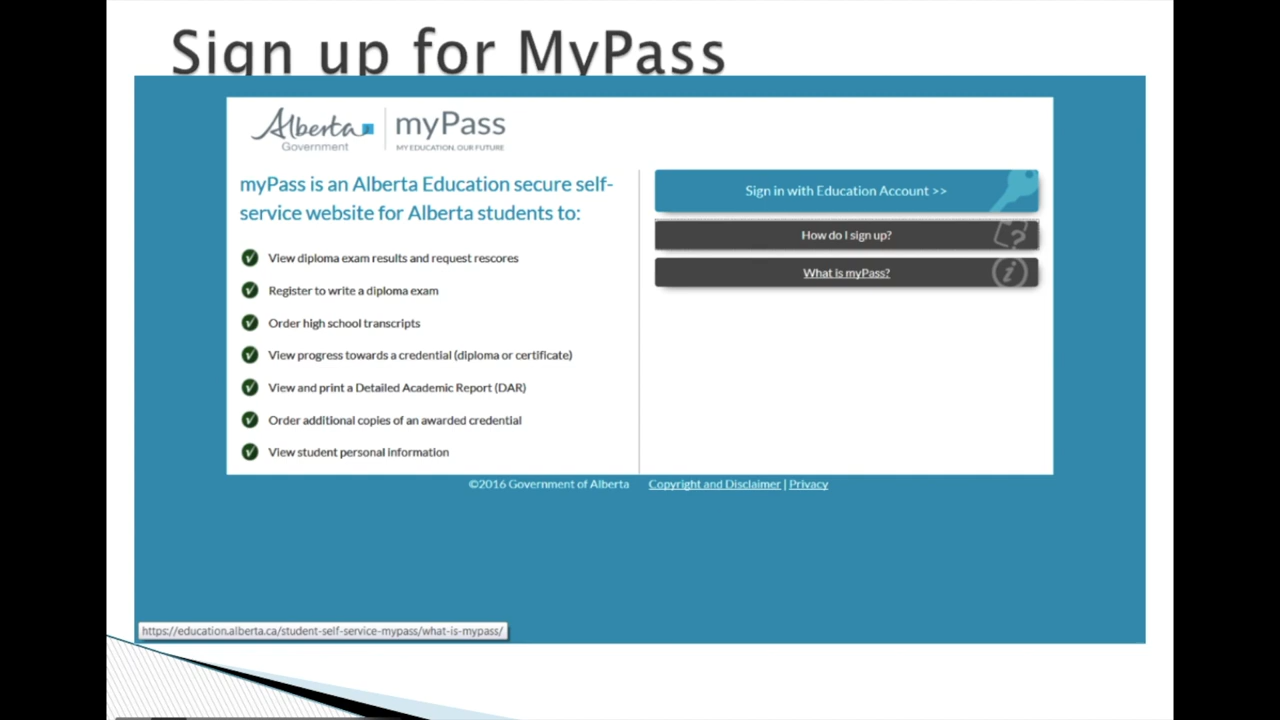 Sign up for MyPass
Alberta
Government
myPass
MY EDUCATION, OUR FUTURE
myPass is an Alberta Education secure self-
service website for Alberta students to:
View diploma exam results and request rescores
Register to write a diploma exam
Order high school transcripts
View progress towards a credential (diploma or certificate)
View and print a Detailed Academic Report (DAR)
Order additional copies of an awarded credential
View student personal information
Sign in with Education Account >>
How do I sign up?
What is myPass?
©2016 Government of Alberta Copyright and Disclaimer | Privacy
https://education.alberta.ca/student-self-service-mypass/what-is-mypass/